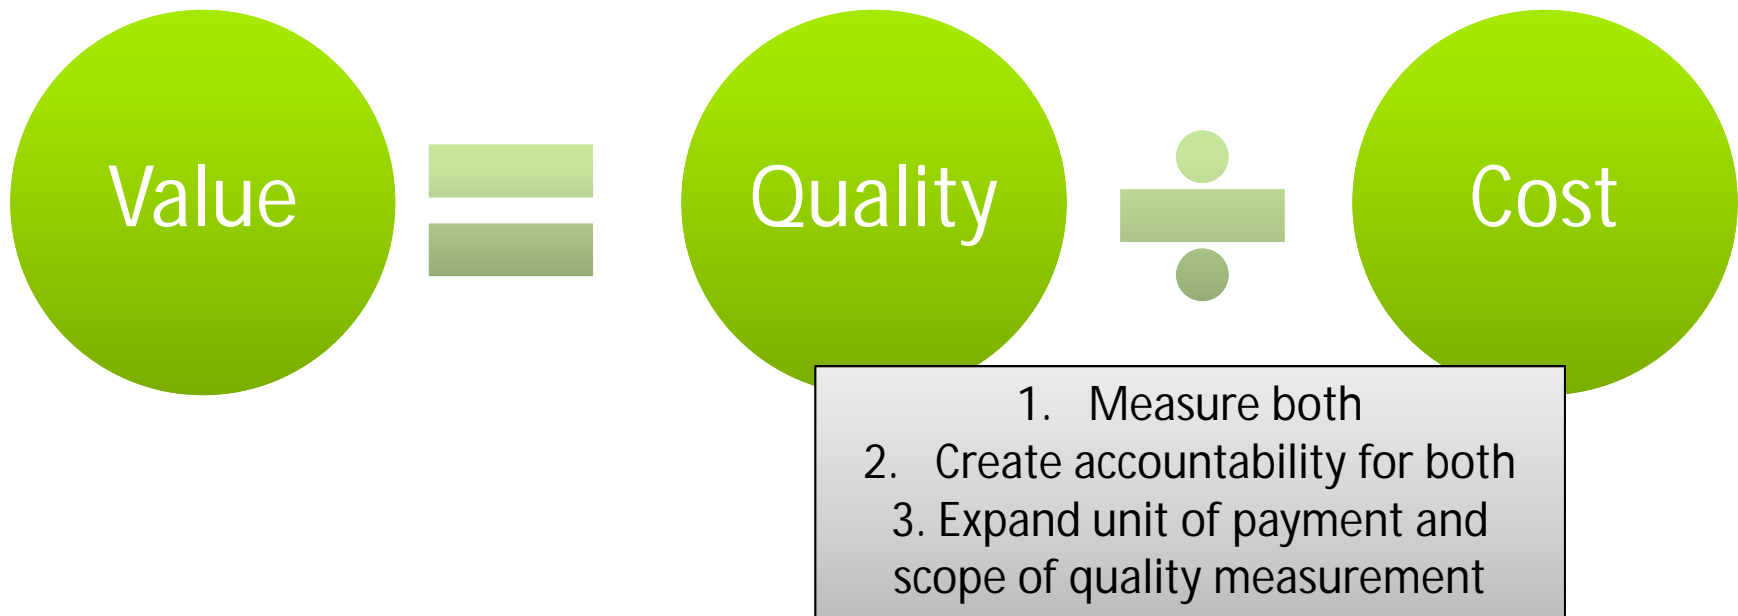 Value = Quality ÷ Cost
1. Measure both
2. Create accountability for both
3. Expand unit of payment and
scope of quality measurement